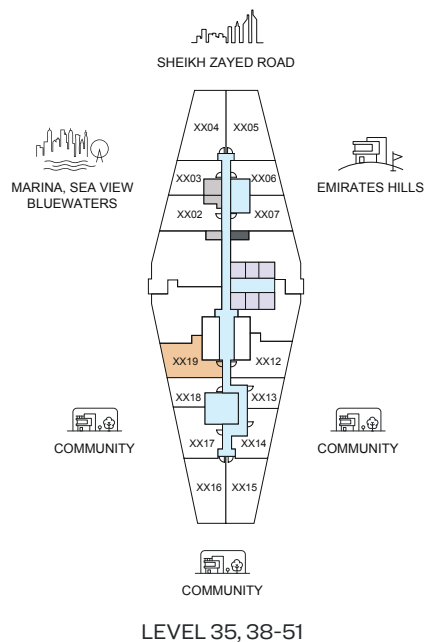 SHEIKH ZAYED ROAD
MARINA, SEA VIEW
BLUEWATERS
EMIRATES HILLS
XX04
XX05
XX03
XX06
XX02
XX07
XX19
XX12
XX18
XX13
XX17
XX14
XX16
XX15
COMMUNITY
COMMUNITY
COMMUNITY
LEVEL 35, 38-51